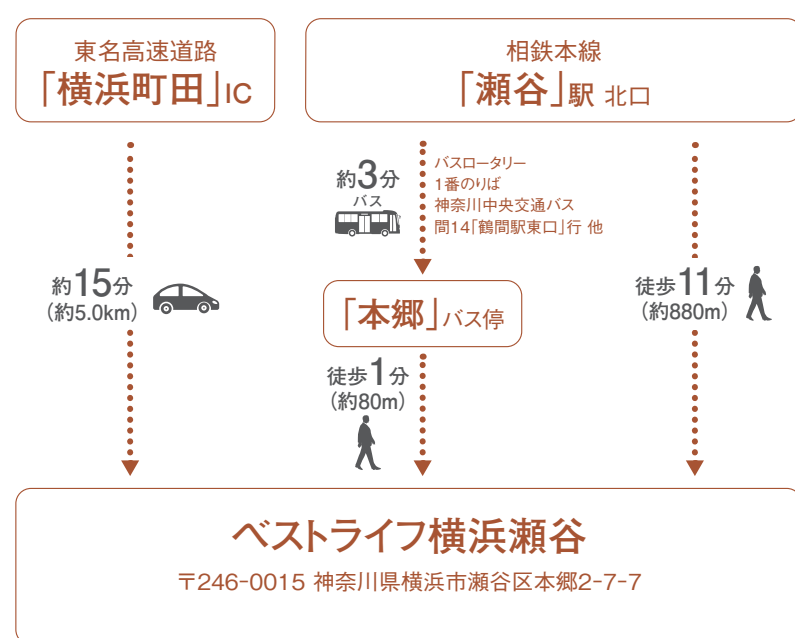 東名高速道路
「横浜町田」IC
相鉄本線
「瀬谷」駅 北口
約3分
バス
バスロータリー
1番のりば
神奈川中央交通バス
間14「鶴間駅東口」行 他
約15分
(約5.0km)
「本郷」バス停
徒歩11分
(約880m)
徒歩1分
(約80m)
ベストライフ横浜瀬谷
〒246-0015 神奈川県横浜市瀬谷区本郷2-7-7